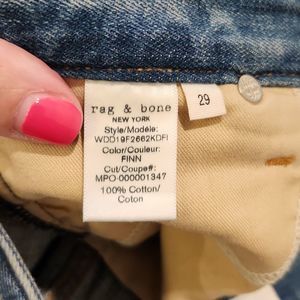 rag & bone
NEW YORK
Style/Modèle:
WDD19F2662KDFI
Color/Couleur:
FINN
Cut/Coupe#:
MPO-000001347
100% Cotton/
Coton
29